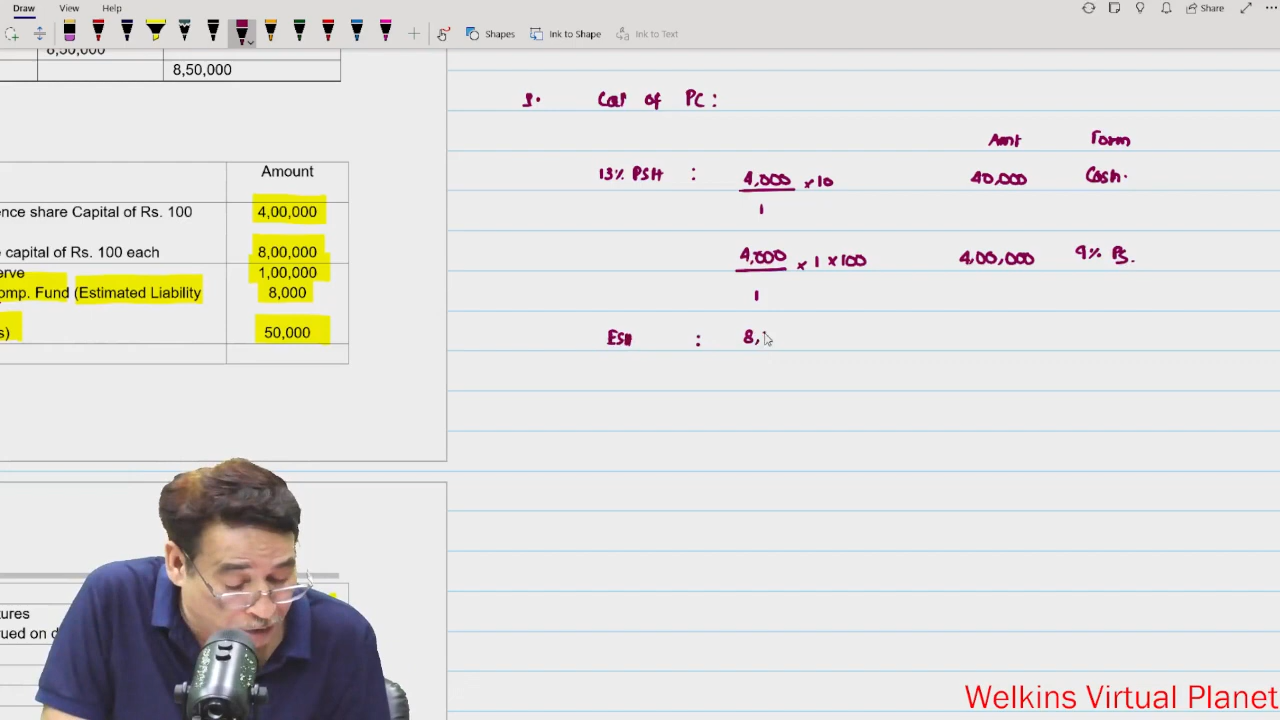 Draw View Help
Share
Shapes Ink to Shape Ink to Text
8,50,000
8,50,000
Amount
ence share Capital of Rs. 100 4,00,000
e capital of Rs. 100 each 8,00,000
erve 1,00,000
omp. Fund (Estimated Liability 8,000
s) 50,000
tures
rued on d
Cal of PC :
Amt Form
13% PSH : 4,000 × 10 40,000 Cash.
1
4,000 × 1 × 100 4,00,000 9% PS.
1
ESH : 8,
Welkins Virtual Planet